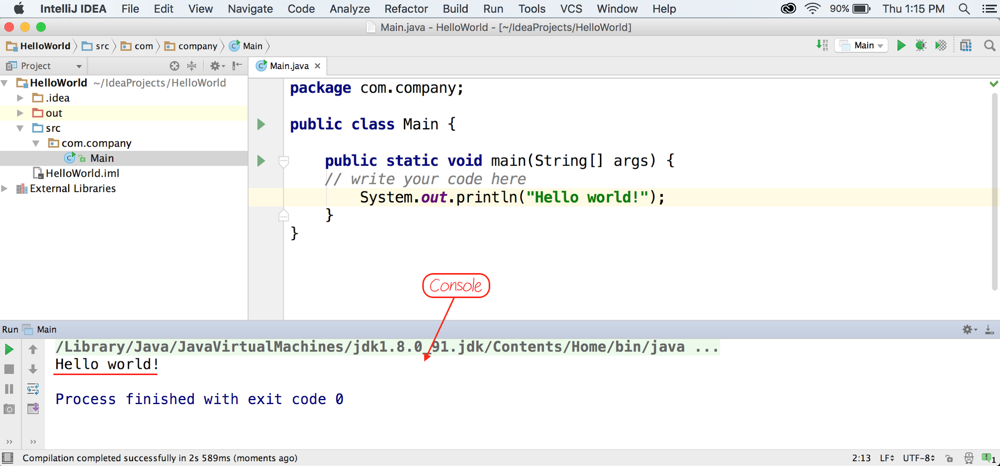 IntelliJ IDEA File Edit View Navigate Code Analyze Refactor Build Run Tools VCS Window Help 90% Thu 1:15 PM
Main.java - HelloWorld - [~/IdeaProjects/HelloWorld]
HelloWorld src com company Main Main
Project
Main.java
HelloWorld ~/IdeaProjects/HelloWorld
.idea
out
src
com.company
Main
HelloWorld.iml
External Libraries
package com.company;
public class Main {
public static void main(String[] args) {
// write your code here
System.out.println("Hello world!");
}
}
Console
Run Main
/Library/Java/JavaVirtualMachines/jdk1.8.0_91.jdk/Contents/Home/bin/java ...
Hello world!
Process finished with exit code 0
Compilation completed successfully in 2s 589ms (moments ago) 2:13 LF UTF-8 1